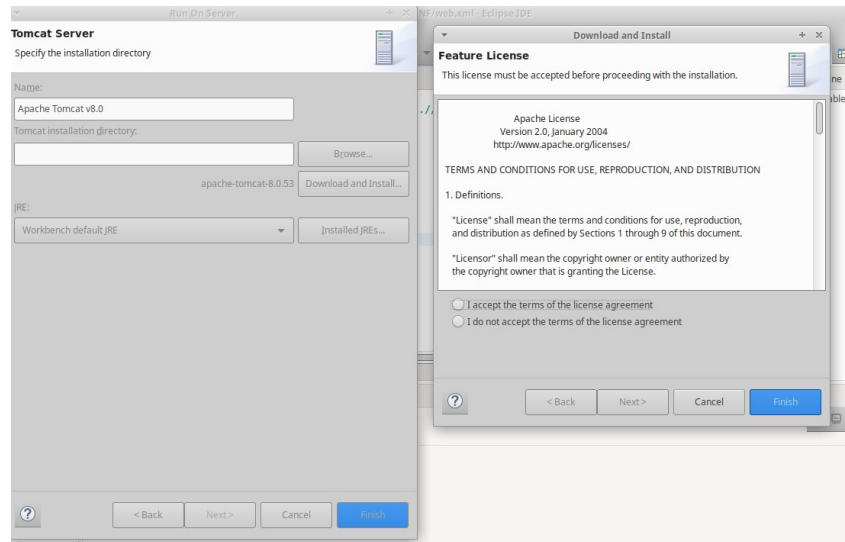 Run On Server
NF/web.xml - Eclipse IDE
Tomcat Server
Specify the installation directory
Name:
Apache Tomcat v8.0
Tomcat installation directory:
Browse...
apache-tomcat-8.0.53
Download and Install...
JRE:
Workbench default JRE
Installed JREs...
< Back
Next >
Cancel
Finish
Download and Install
Feature License
This license must be accepted before proceeding with the installation.
Apache License
Version 2.0, January 2004
http://www.apache.org/licenses/
TERMS AND CONDITIONS FOR USE, REPRODUCTION, AND DISTRIBUTION
1. Definitions.
"License" shall mean the terms and conditions for use, reproduction,
and distribution as defined by Sections 1 through 9 of this document.
"Licensor" shall mean the copyright owner or entity authorized by
the copyright owner that is granting the License.
I accept the terms of the license agreement
I do not accept the terms of the license agreement
< Back
Next >
Cancel
Finish